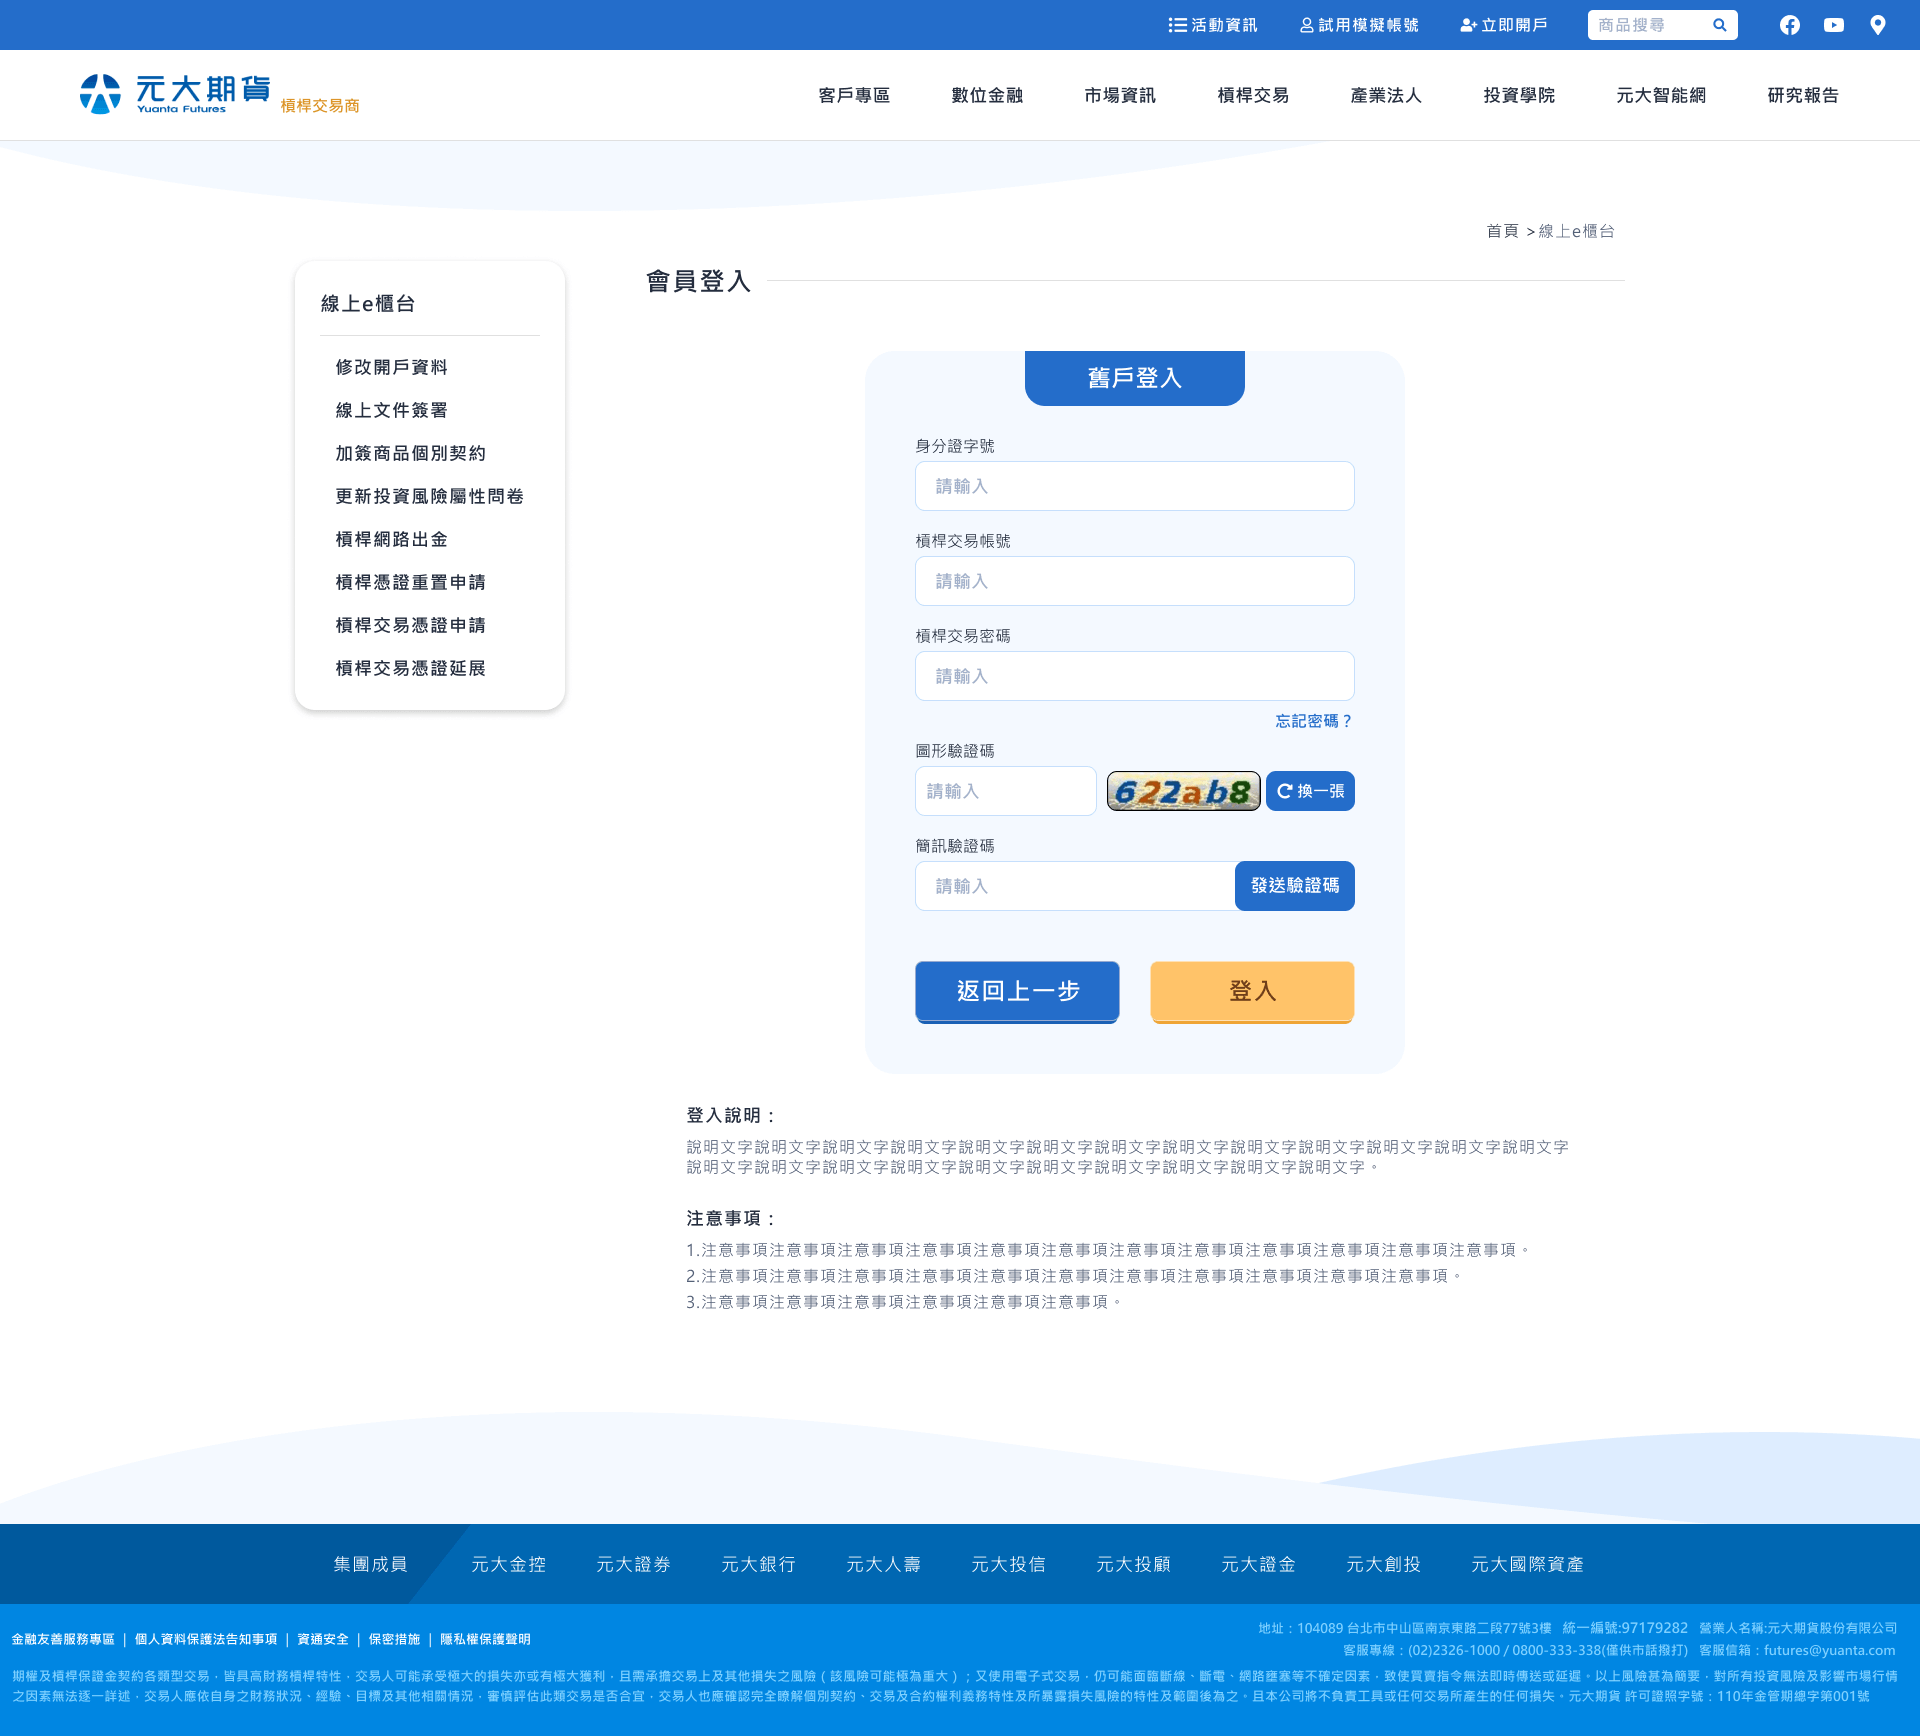 活動資訊
試用模擬帳號
立即開戶
商品搜尋
元大期貨
Yuanta Futures
槓桿交易商
客戶專區
數位金融
市場資訊
槓桿交易
產業法人
投資學院
元大智能網
研究報告
首頁 >線上e櫃台
線上e櫃台
修改開戶資料
線上文件簽署
加簽商品個別契約
更新投資風險屬性問卷
槓桿網路出金
槓桿憑證重置申請
槓桿交易憑證申請
槓桿交易憑證延展
會員登入
舊戶登入
身分證字號
請輸入
槓桿交易帳號
請輸入
槓桿交易密碼
請輸入
忘記密碼？
圖形驗證碼
請輸入
622ab8
換一張
簡訊驗證碼
請輸入
發送驗證碼
返回上一步
登入
登入說明：
說明文字說明文字說明文字說明文字說明文字說明文字說明文字說明文字說明文字說明文字說明文字說明文字說明文字
說明文字說明文字說明文字說明文字說明文字說明文字說明文字說明文字說明文字說明文字。
注意事項：
1.注意事項注意事項注意事項注意事項注意事項注意事項注意事項注意事項注意事項注意事項注意事項注意事項。
2.注意事項注意事項注意事項注意事項注意事項注意事項注意事項注意事項注意事項注意事項注意事項。
3.注意事項注意事項注意事項注意事項注意事項注意事項。
集團成員
元大金控
元大證券
元大銀行
元大人壽
元大投信
元大投顧
元大證金
元大創投
元大國際資產
金融友善服務專區 | 個人資料保護法告知事項 | 資通安全 | 保密措施 | 隱私權保護聲明
地址：104089 台北市中山區南京東路二段77號3樓 統一編號:97179282 營業人名稱:元大期貨股份有限公司
客服專線：(02)2326-1000 / 0800-333-338(僅供市話撥打) 客服信箱：futures@yuanta.com
期權及槓桿保證金契約各類型交易，皆具高財務槓桿特性，交易人可能承受極大的損失亦或有極大獲利，且需承擔交易上及其他損失之風險（該風險可能極為重大）；又使用電子式交易，仍可能面臨斷線、斷電、網路壅塞等不確定因素，致使買賣指令無法即時傳送或延遲。以上風險甚為簡要，對所有投資風險及影響市場行情
之因素無法逐一詳述，交易人應依自身之財務狀況、經驗、目標及其他相關情況，審慎評估此類交易是否合宜，交易人也應確認完全瞭解個別契約、交易及合約權利義務特性及所暴露損失風險的特性及範圍後為之。且本公司將不負責工具或任何交易所產生的任何損失。元大期貨 許可證照字號：110年金管期總字第001號